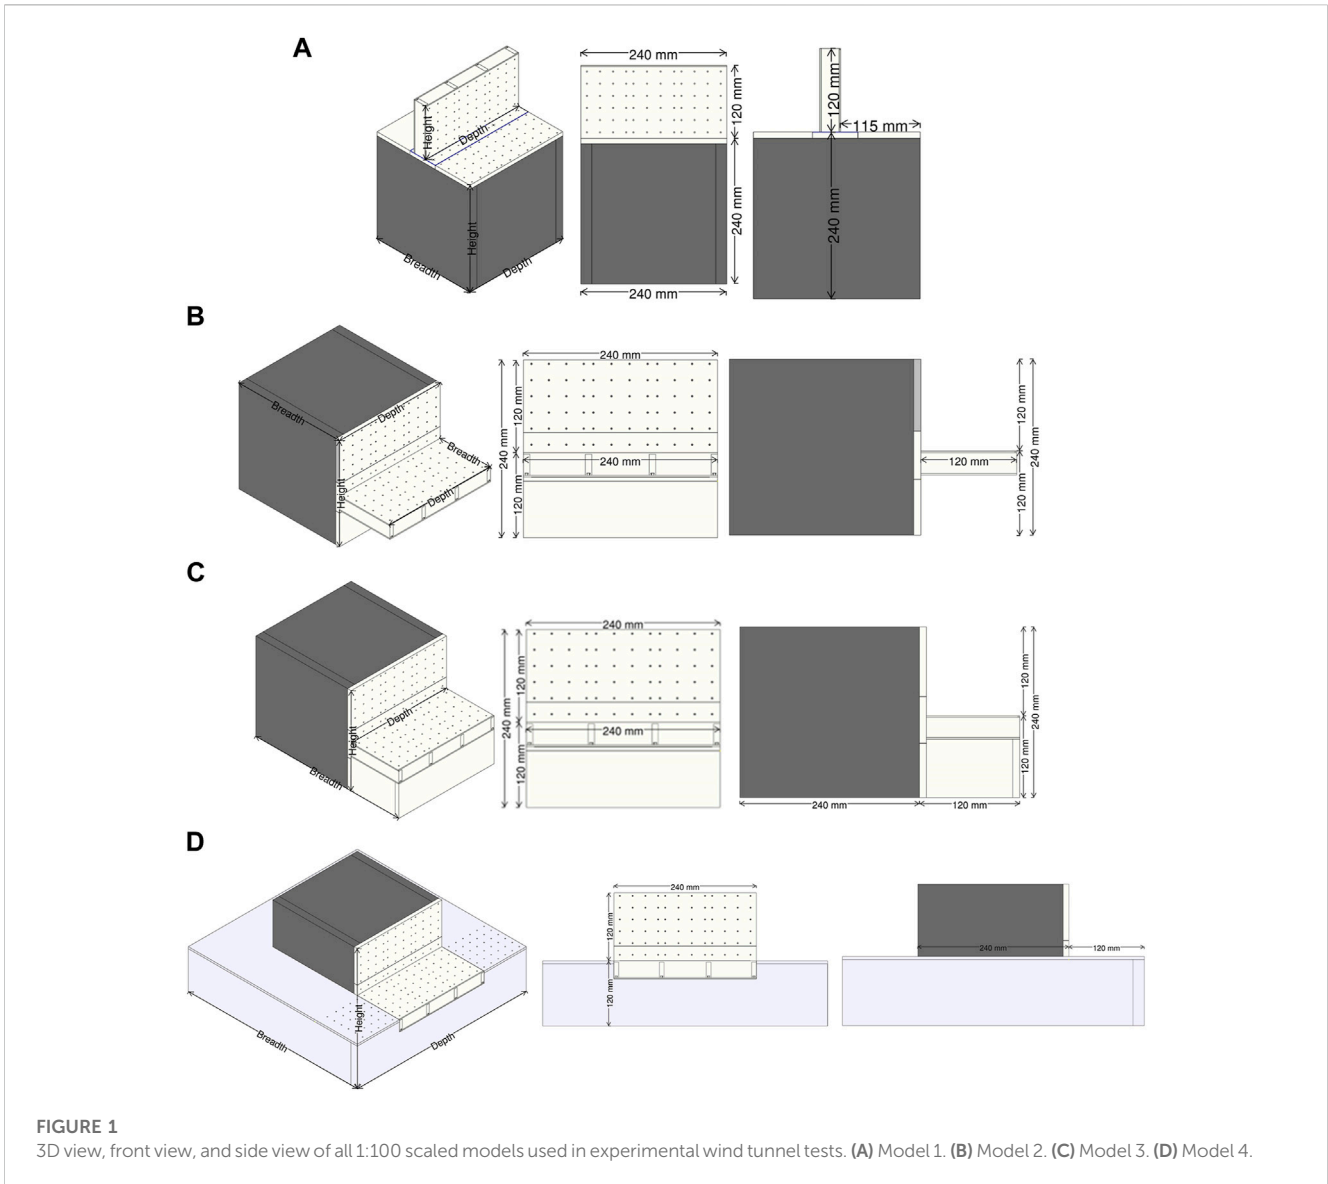 A
Height
Depth
Height
Breadth
Depth
240 mm
120 mm
240 mm
240 mm
120 mm
115 mm
240 mm
B
Breadth
Depth
Breadth
Height
Depth
240 mm
120 mm
240 mm
240 mm
120 mm
120 mm
120 mm
240 mm
120 mm
C
Depth
Height
Breadth
240 mm
120 mm
240 mm
240 mm
120 mm
120 mm
240 mm
120 mm
240 mm
120 mm
D
Height
Breadth
Depth
240 mm
120 mm
120 mm
240 mm
120 mm
FIGURE 1
3D view, front view, and side view of all 1:100 scaled models used in experimental wind tunnel tests. (A) Model 1. (B) Model 2. (C) Model 3. (D) Model 4.